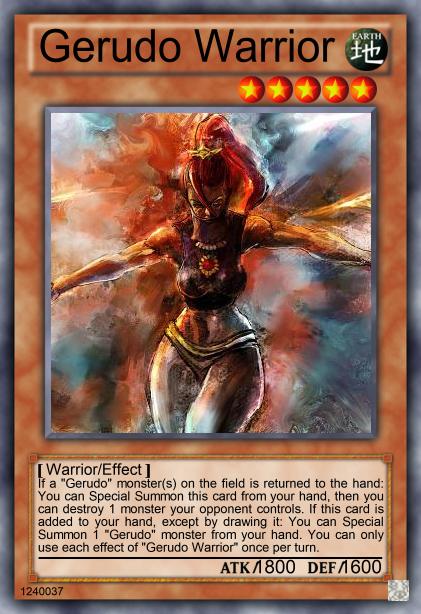 Gerudo Warrior
EARTH
地
[ Warrior/Effect ]
If a "Gerudo" monster(s) on the field is returned to the hand:
You can Special Summon this card from your hand, then you
can destroy 1 monster your opponent controls. If this card is
added to your hand, except by drawing it: You can Special
Summon 1 "Gerudo" monster from your hand. You can only
use each effect of "Gerudo Warrior" once per turn.
ATK/1800 DEF/1600
1240037